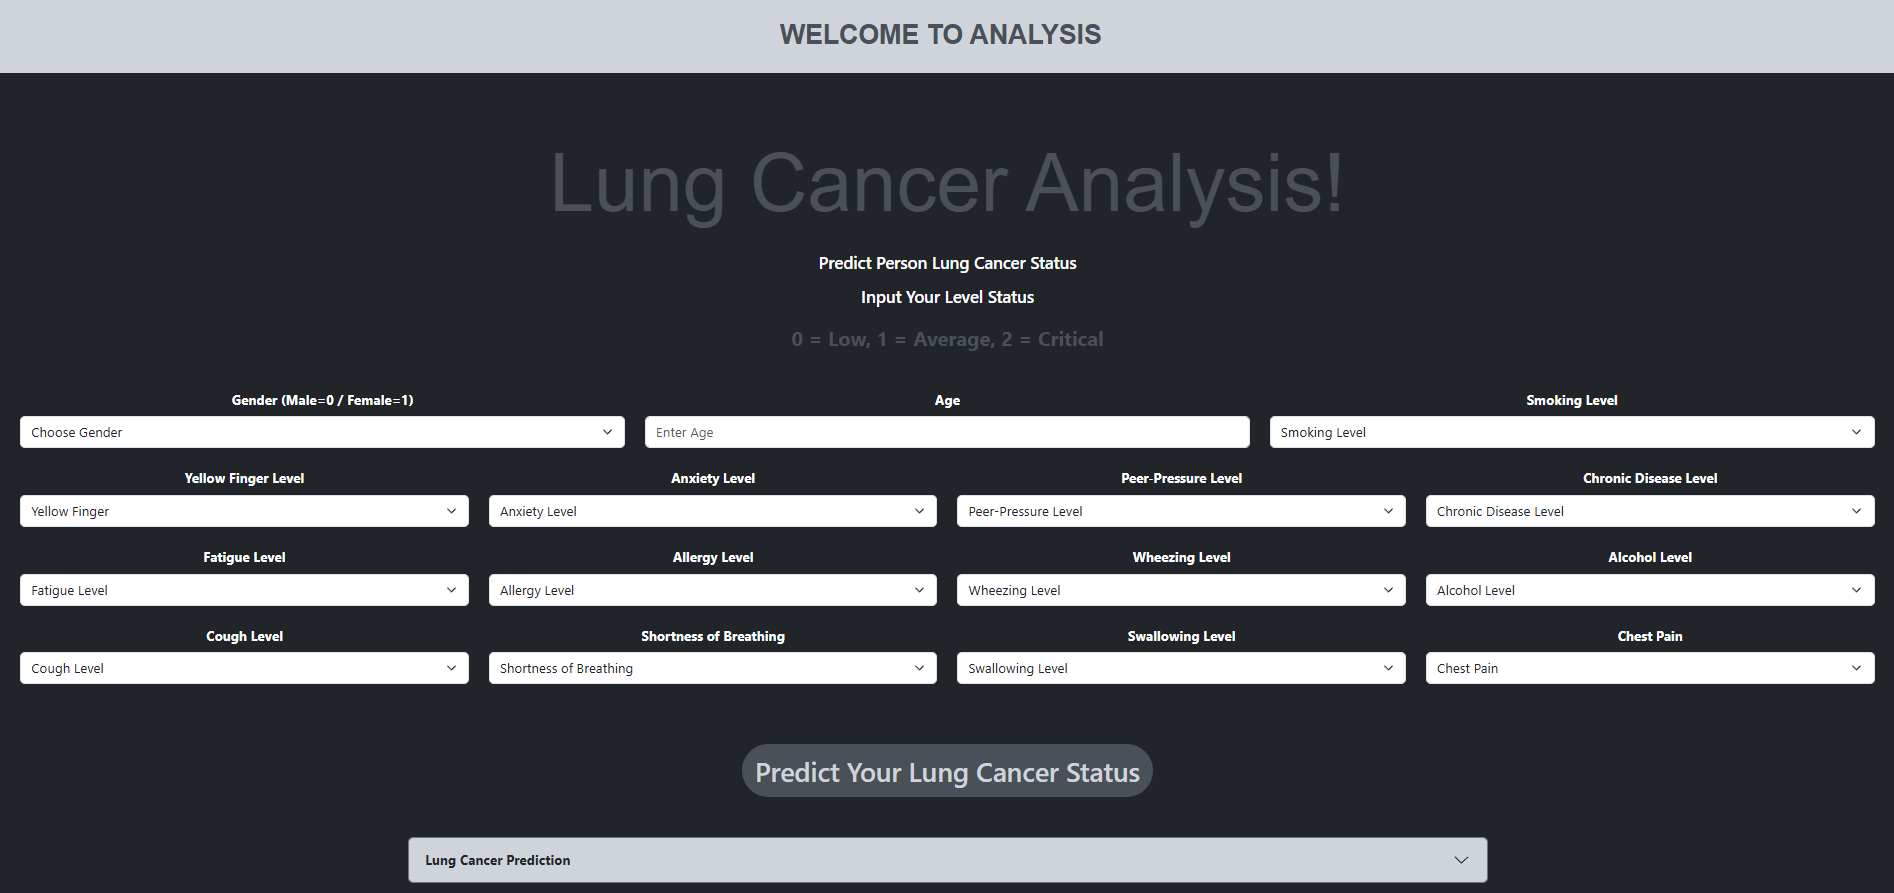 WELCOME TO ANALYSIS
Lung Cancer Analysis!
Predict Person Lung Cancer Status
Input Your Level Status
0 = Low, 1 = Average, 2 = Critical
Gender (Male=0 / Female=1) Age Smoking Level
Choose Gender Enter Age Smoking Level
Yellow Finger Level Anxiety Level Peer-Pressure Level Chronic Disease Level
Yellow Finger Anxiety Level Peer-Pressure Level Chronic Disease Level
Fatigue Level Allergy Level Wheezing Level Alcohol Level
Fatigue Level Allergy Level Wheezing Level Alcohol Level
Cough Level Shortness of Breathing Swallowing Level Chest Pain
Cough Level Shortness of Breathing Swallowing Level Chest Pain
Predict Your Lung Cancer Status
Lung Cancer Prediction